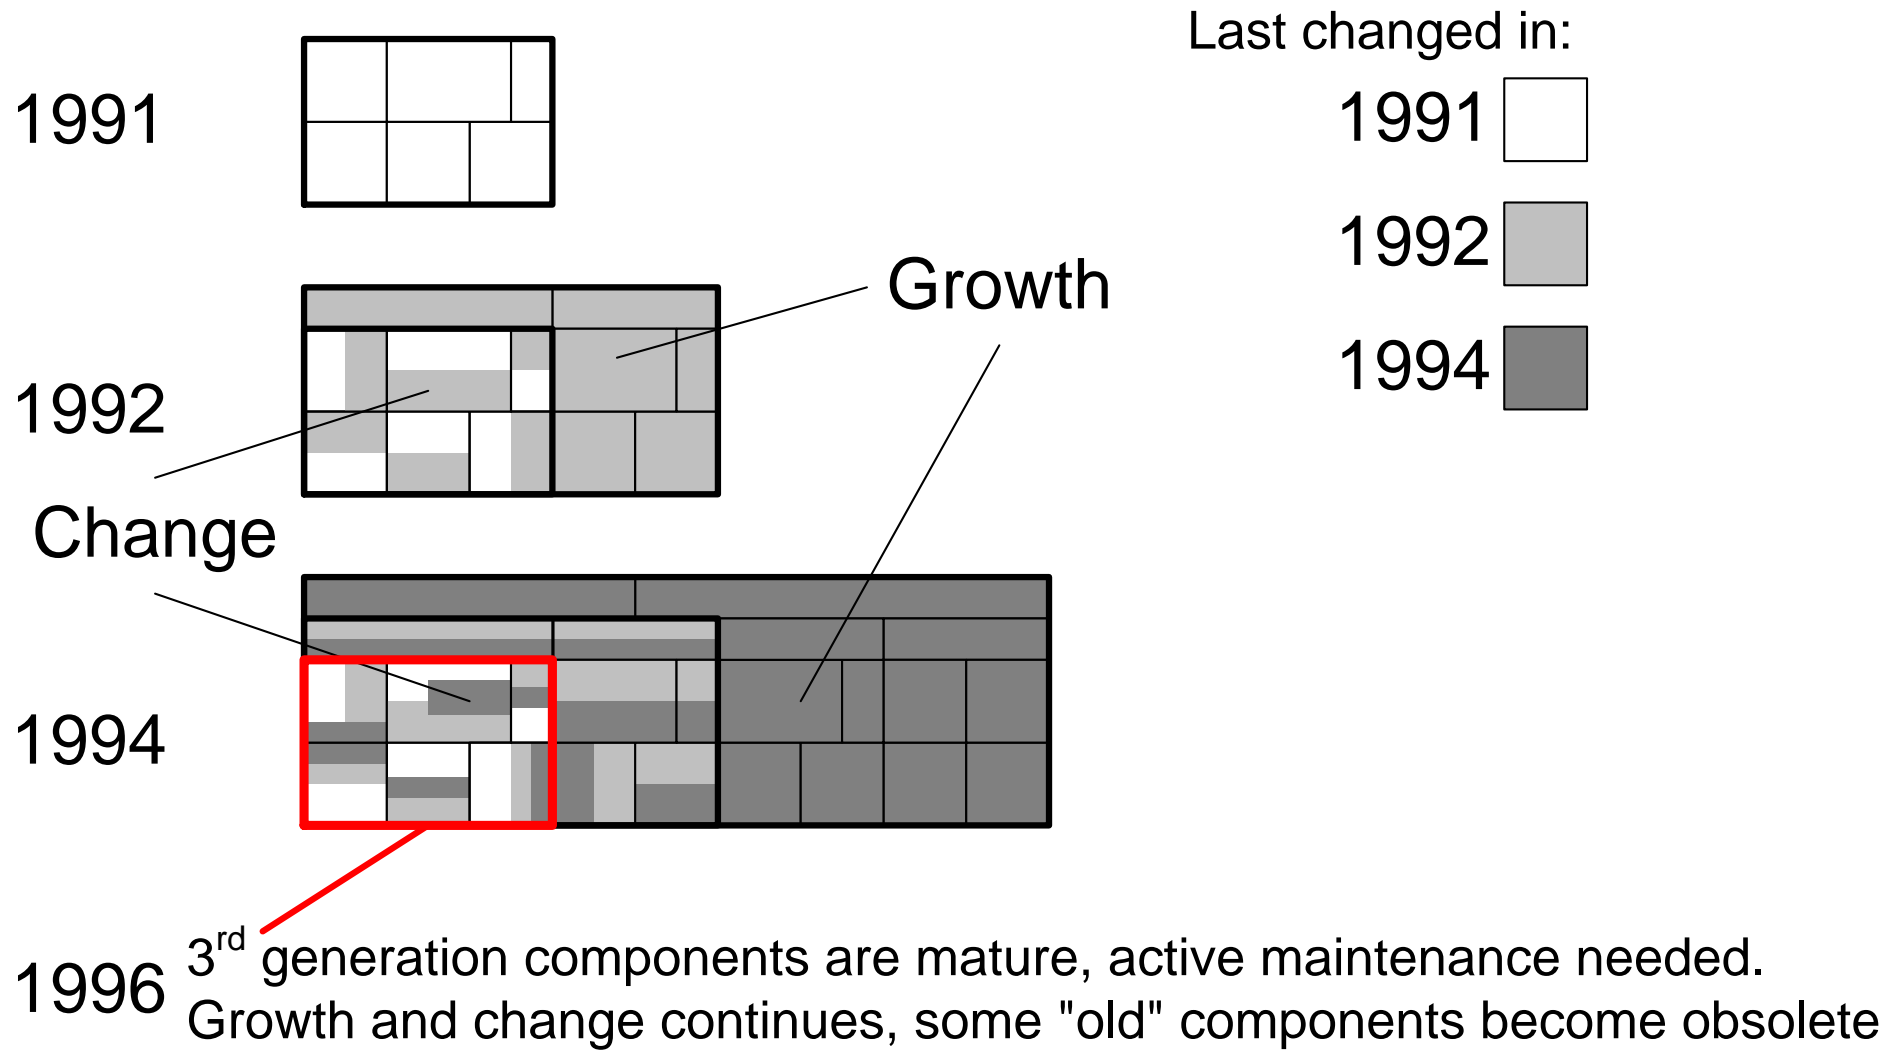 Last changed in:
1991
1991
1992
Growth
1994
1992
Change
1994
1996
3rd generation components are mature, active maintenance needed.
Growth and change continues, some "old" components become obsolete